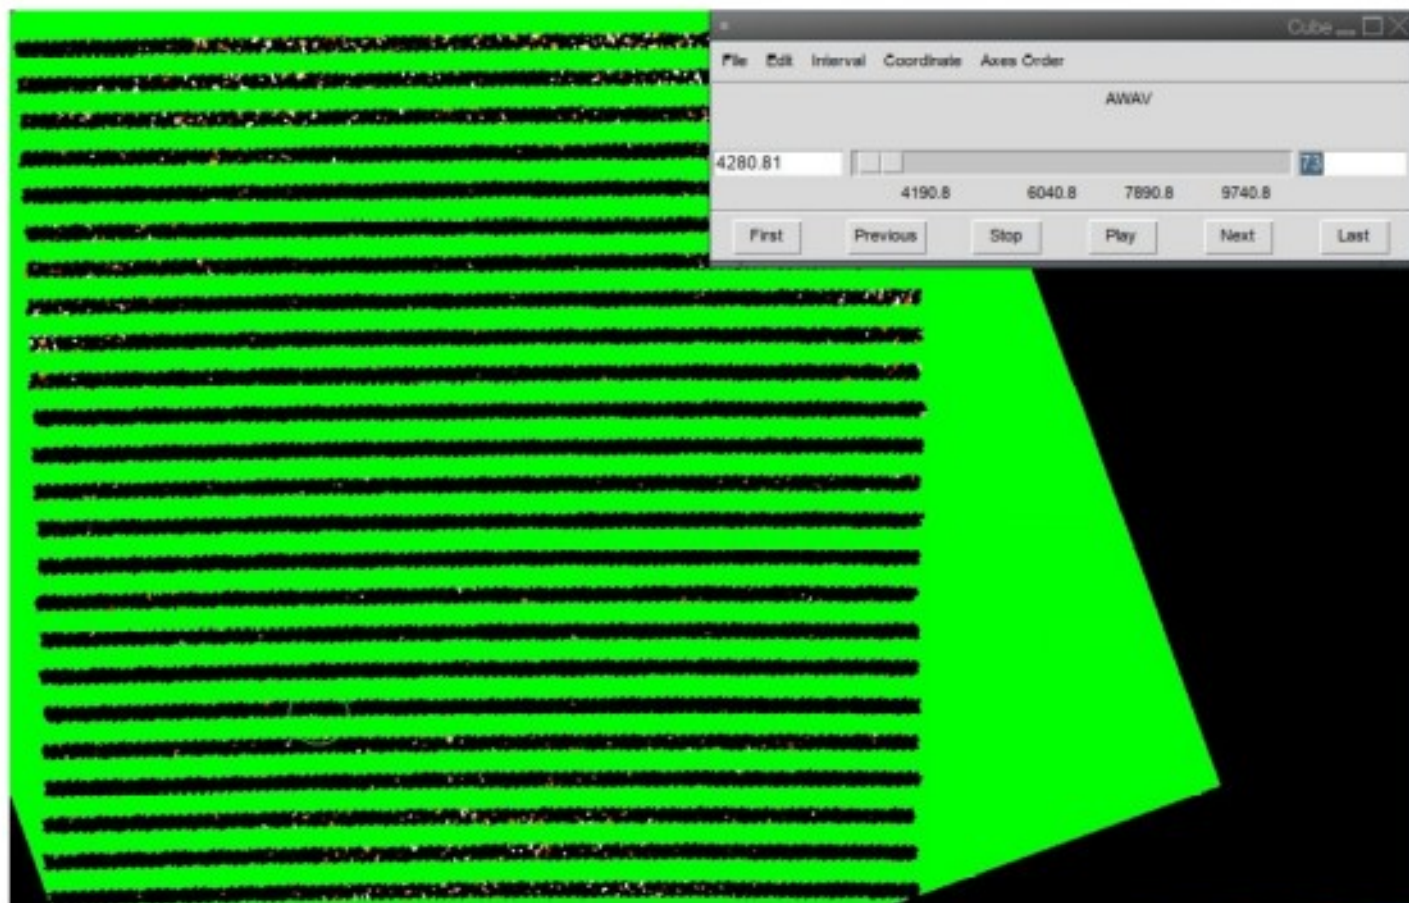 Cube
File Edit Interval Coordinate Axes Order
AWAV
4280.81 73
4190.8 6040.8 7890.8 9740.8
First Previous Stop Play Next Last